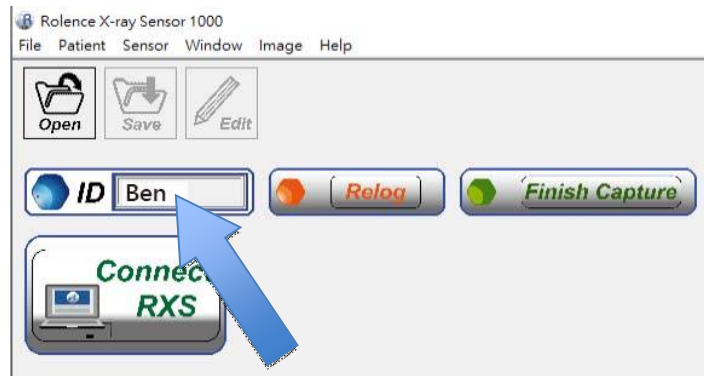 Rolence X-ray Sensor 1000
File Patient Sensor Window Image Help
Open Save Edit
ID Ben Relog Finish Capture
Connect
RXS